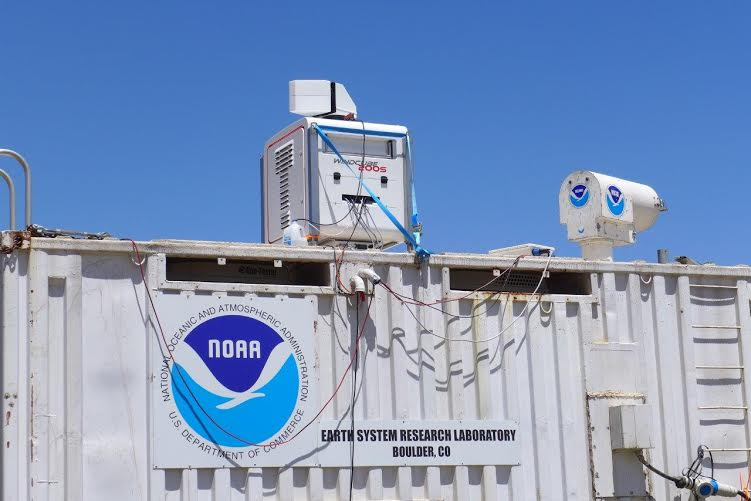 WINDCUBE
200S
NATIONAL OCEANIC AND ATMOSPHERIC ADMINISTRATION
NOAA
U.S. DEPARTMENT OF COMMERCE
EARTH SYSTEM RESEARCH LABORATORY
BOULDER, CO